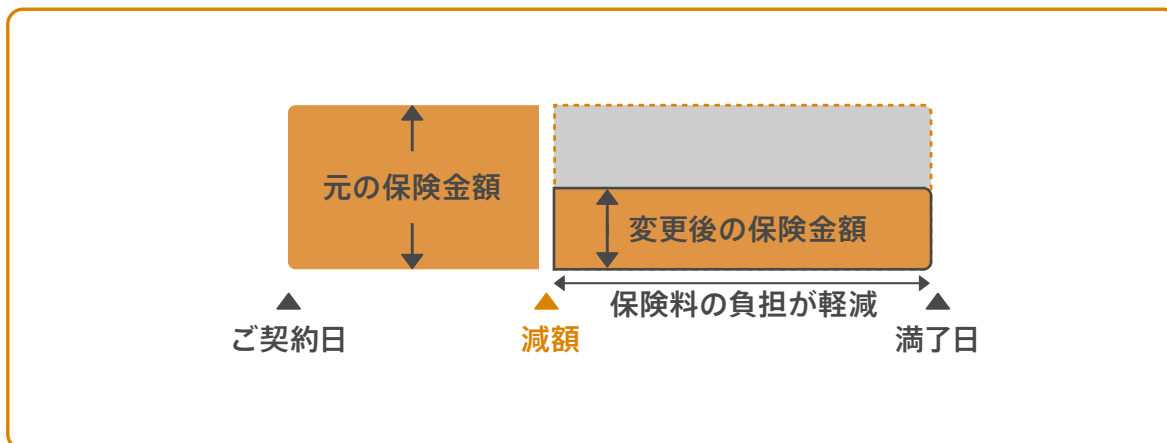 元の保険金額
変更後の保険金額
保険料の負担が軽減
ご契約日
減額
満了日